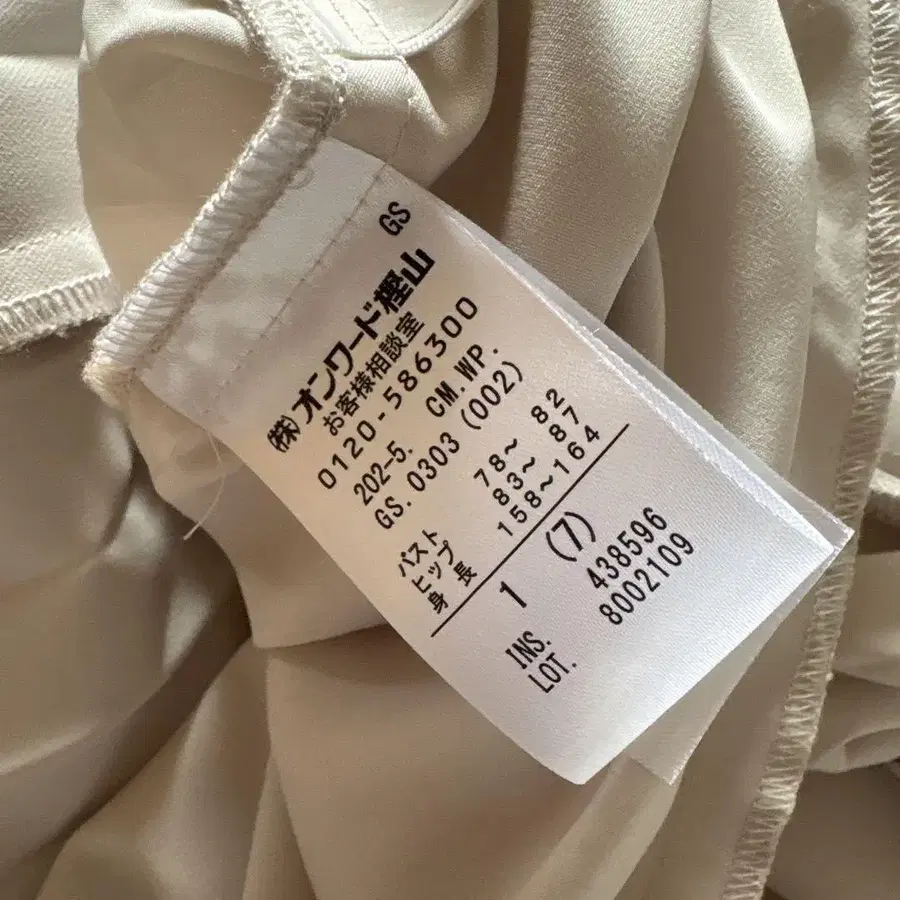 GS
(株)オンワード樫山
お客様相談室
0120-586300
202-5. CM.WP.
GS.0303 (002)
バスト 78~ 82
ヒップ 83~ 87
身長 158~164
1 (7)
INS. 438596
LOT. 8002109